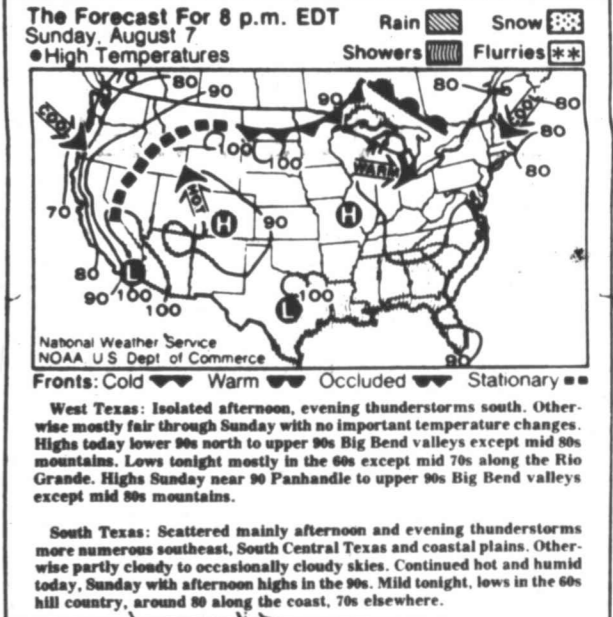 The Forecast For 8 p.m. EDT
Sunday, August 7
●High Temperatures
Rain Snow
Showers Flurries
70 80 90 80 80
COOL 90 COOL
100 100 80
WARM 80
HOT
70 H 90 H
80 L
90 100 100
L 100
National Weather Service
NOAA U S Dept of Commerce
80
Fronts: Cold Warm Occluded Stationary
West Texas: Isolated afternoon, evening thunderstorms south. Other-
wise mostly fair through Sunday with no important temperature changes.
Highs today lower 90s north to upper 90s Big Bend valleys except mid 80s
mountains. Lows tonight mostly in the 60s except mid 70s along the Rio
Grande. Highs Sunday near 90 Panhandle to upper 90s Big Bend valleys
except mid 80s mountains.
South Texas: Scattered mainly afternoon and evening thunderstorms
more numerous southeast, South Central Texas and coastal plains. Other-
wise partly cloudy to occasionally cloudy skies. Continued hot and humid
today, Sunday with afternoon highs in the 90s. Mild tonight, lows in the 60s
hill country, around 80 along the coast, 70s elsewhere.